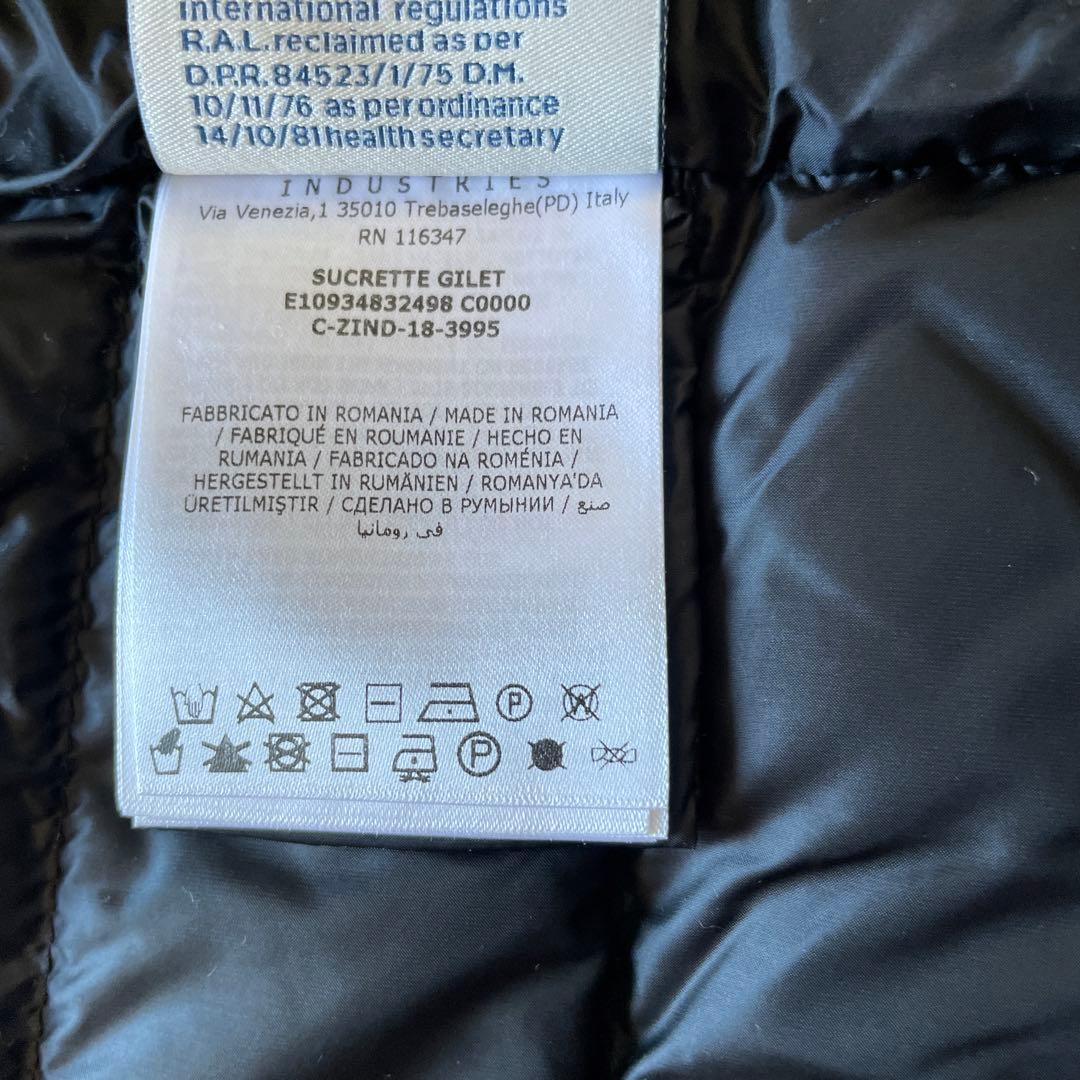 international regulations
R.A.L.reclaimed as per
D.P.R.84523/1/75 D.M.
10/11/76 as per ordinance
14/10/81 health secretary
INDUSTRIES
Via Venezia,1 35010 Trebaseleghe(PD) Italy
RN 116347
SUCRETTE GILET
E10934832498 C0000
C-ZIND-18-3995
FABBRICATO IN ROMANIA / MADE IN ROMANIA
/ FABRIQUÉ EN ROUMANIE / HECHO EN
RUMANIA / FABRICADO NA ROMÉNIA /
HERGESTELLT IN RUMÄNIEN / ROMANYA'DA
ÜRETILMIŞTIR / СДЕЛАНО В РУМЫНИИ / صنع
في رومانيا
P W
P